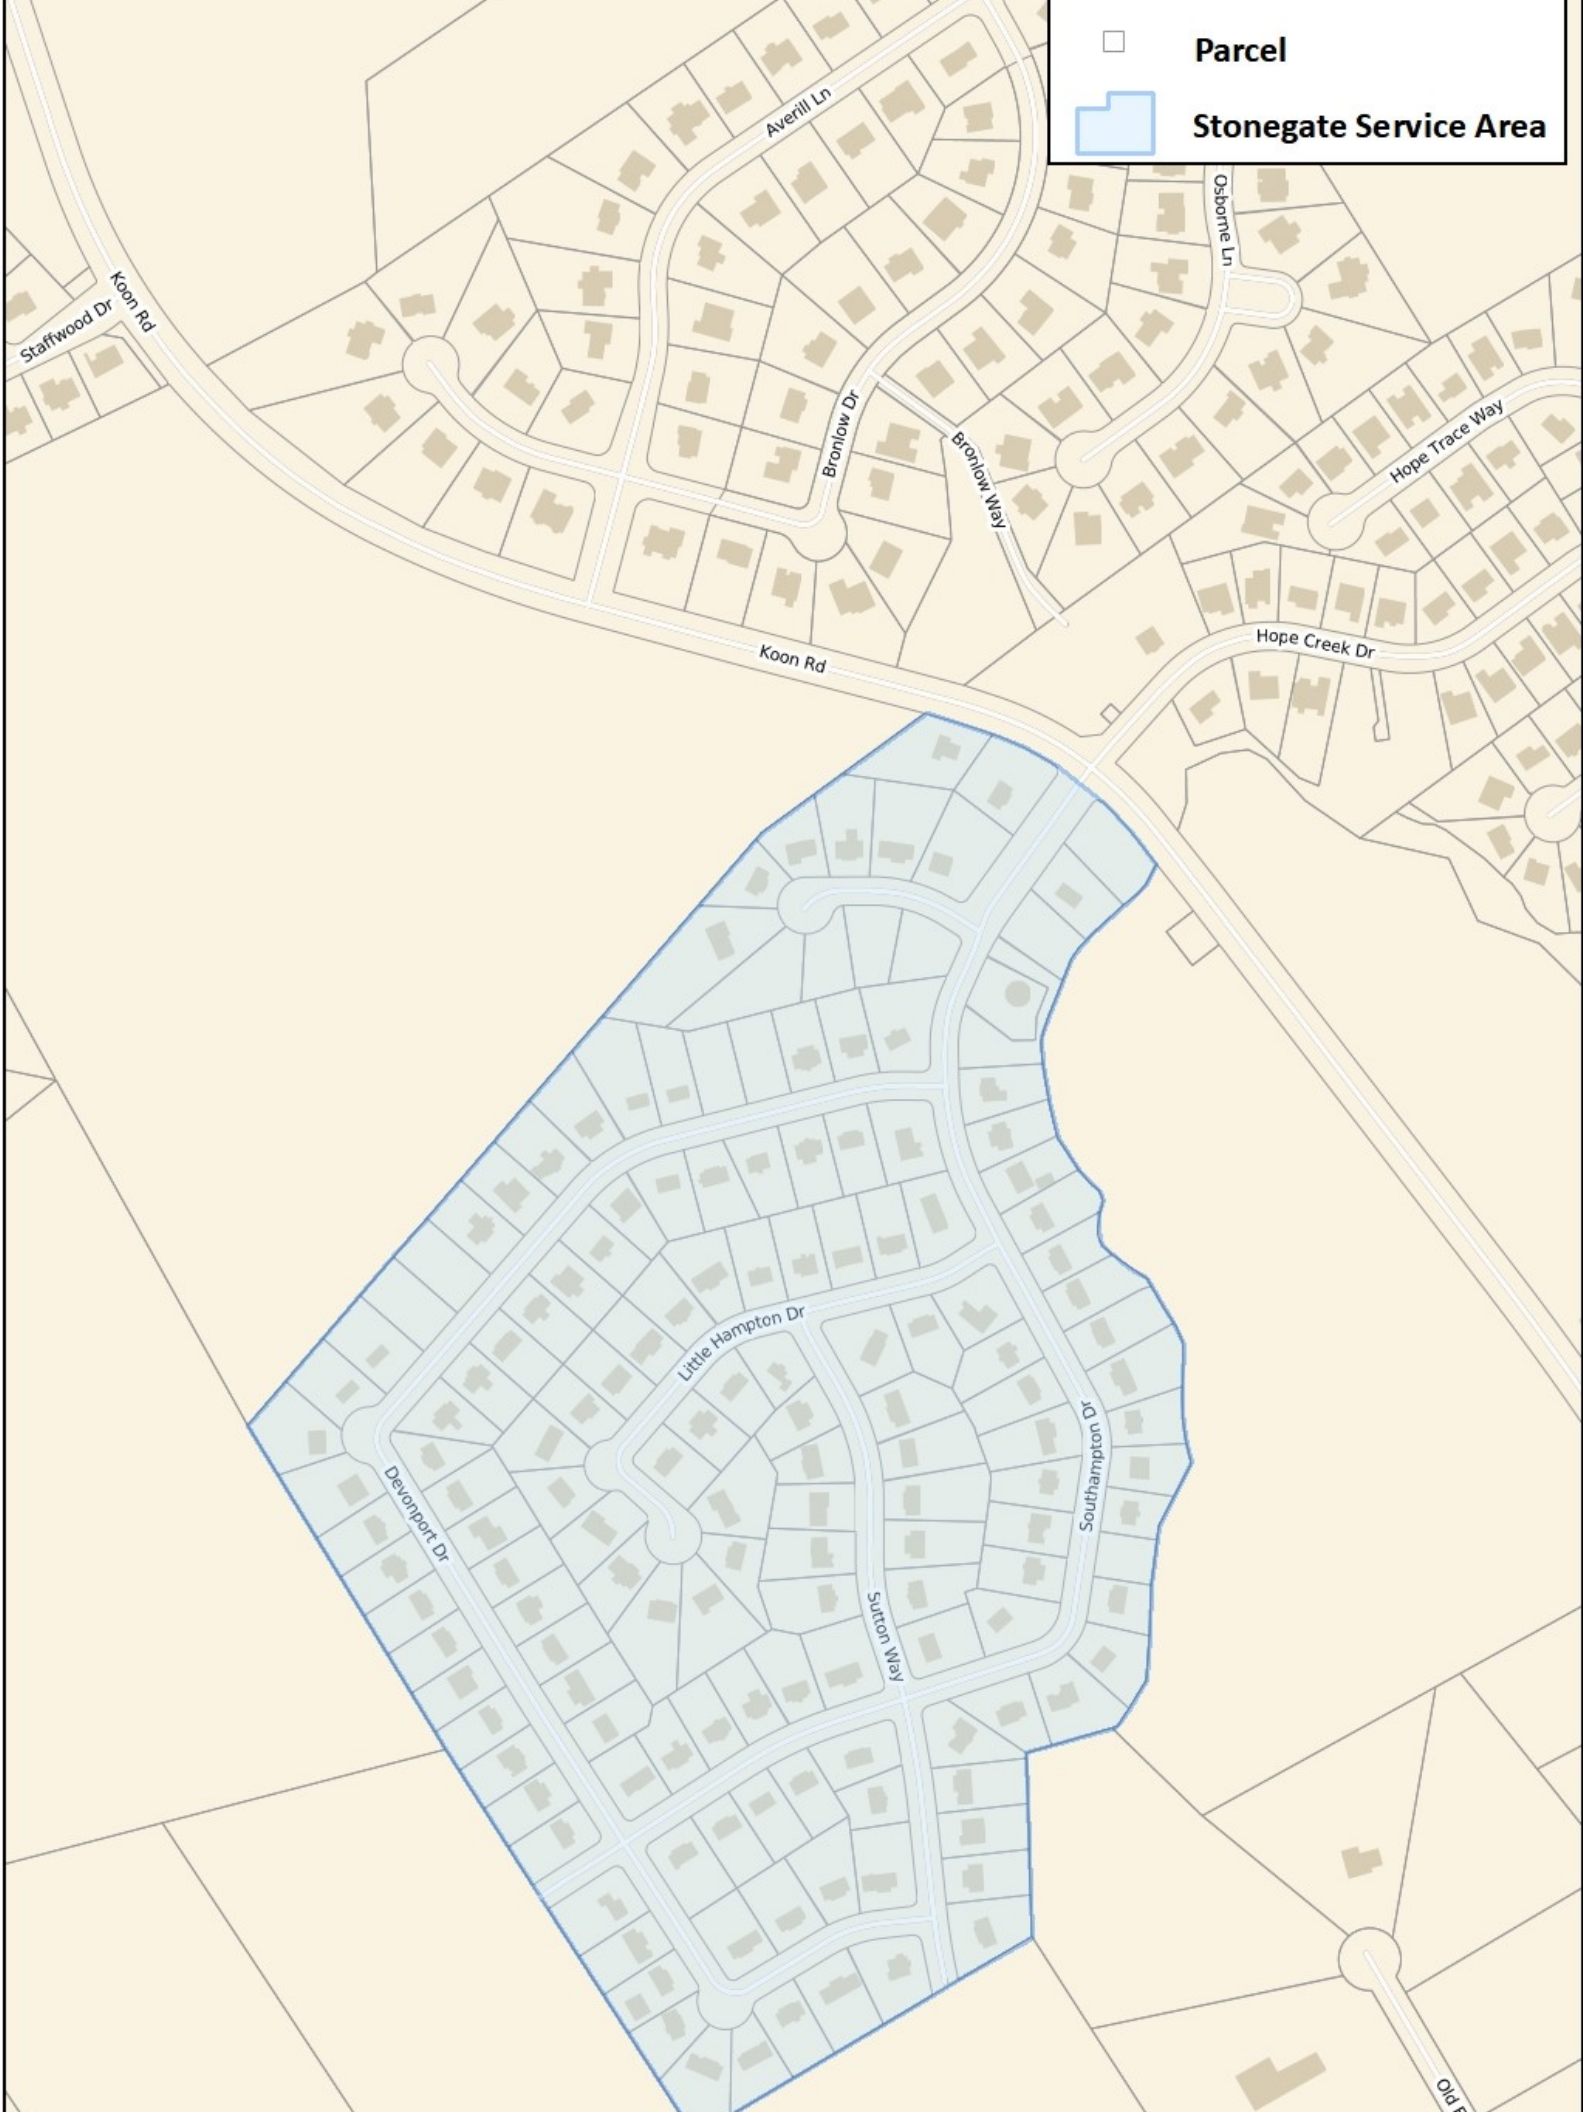 Parcel
Stonegate Service Area
Averill Ln
Osborne Ln
Koon Rd
Staffwood Dr
Bronlow Dr
Bronlow Way
Hope Trace Way
Hope Creek Dr
Koon Rd
Little Hampton Dr
Southampton Dr
Devonport Dr
Sutton Way
Old